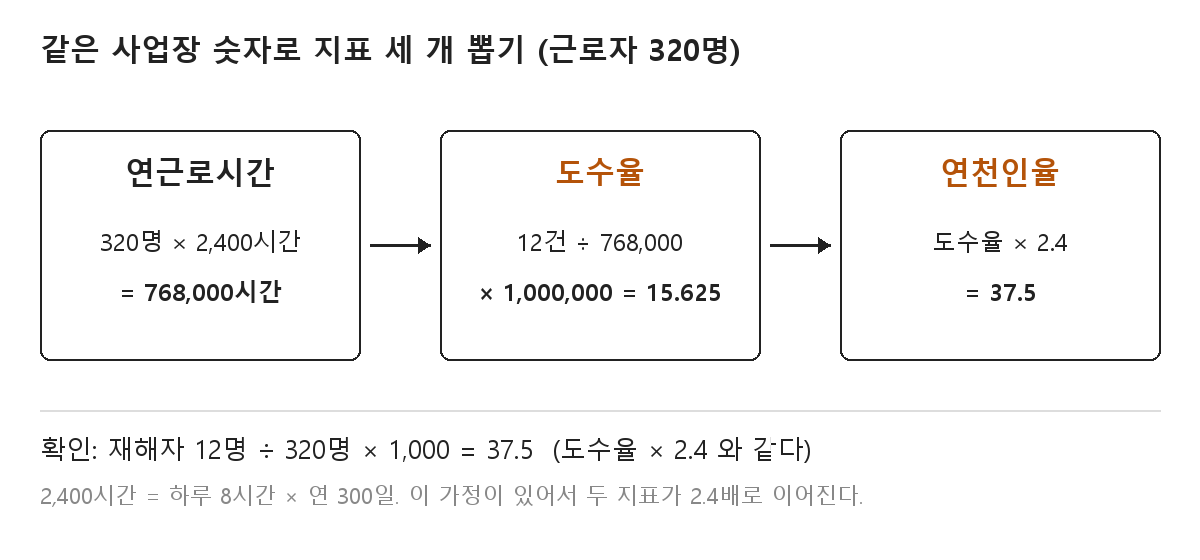 같은 사업장 숫자로 지표 세 개 뽑기 (근로자 320명)
연근로시간
320명 × 2,400시간
= 768,000시간
도수율
12건 ÷ 768,000
× 1,000,000 = 15.625
연천인율
도수율 × 2.4
= 37.5
확인: 재해자 12명 ÷ 320명 × 1,000 = 37.5 (도수율 × 2.4 와 같다)
2,400시간 = 하루 8시간 × 연 300일. 이 가정이 있어서 두 지표가 2.4배로 이어진다.